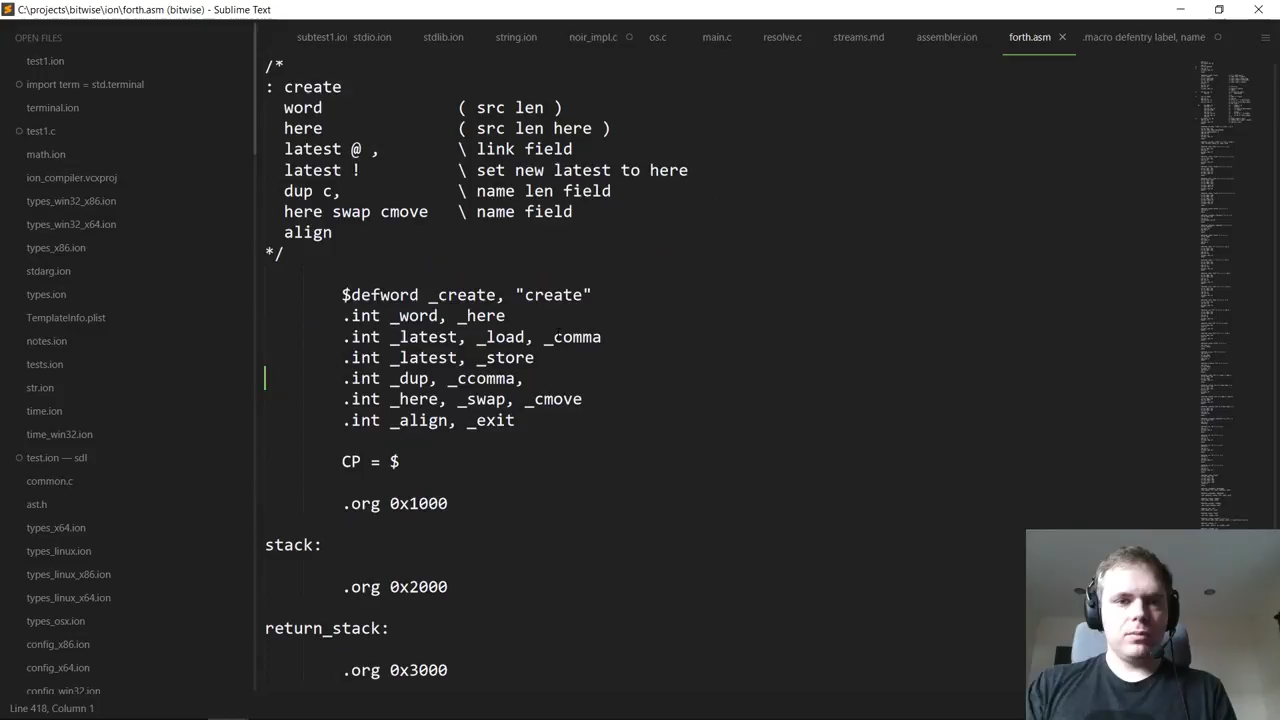 C:\projects\bitwise\ion\forth.asm (bitwise) - Sublime Text
OPEN FILES
test1.ion
import term = std.terminal
terminal.ion
test1.c
math.ion
ion_compiler.vcxproj
types_win32_x86.ion
types_win32_x64.ion
types_x86.ion
stdarg.ion
types.ion
TemplateInfo.plist
notes.ion
tests.ion
str.ion
time.ion
time_win32.ion
test.ion — sdl
common.c
ast.h
types_x64.ion
types_linux.ion
types_linux_x86.ion
types_linux_x64.ion
types_osx.ion
config_x86.ion
config_x64.ion
config_win32.ion
subtest1.ion stdio.ion stdlib.ion string.ion noir_impl.c os.c main.c resolve.c streams.md assembler.ion forth.asm .macro defentry label, name
/*
: create
word ( src len )
here ( src len here )
latest @ , \ link field
latest ! \ set new latest to here
dup c, \ name len field
here swap cmove \ name field
align
*/
$defword _create, "create"
.int _word, _here
.int _latest, _load, _comma
.int _latest, _store
.int _dup, _ccomma,
.int _here, _swap, _cmove
.int _align, _exit
CP = $
.org 0x1000
stack:
.org 0x2000
return_stack:
.org 0x3000
Line 418, Column 1